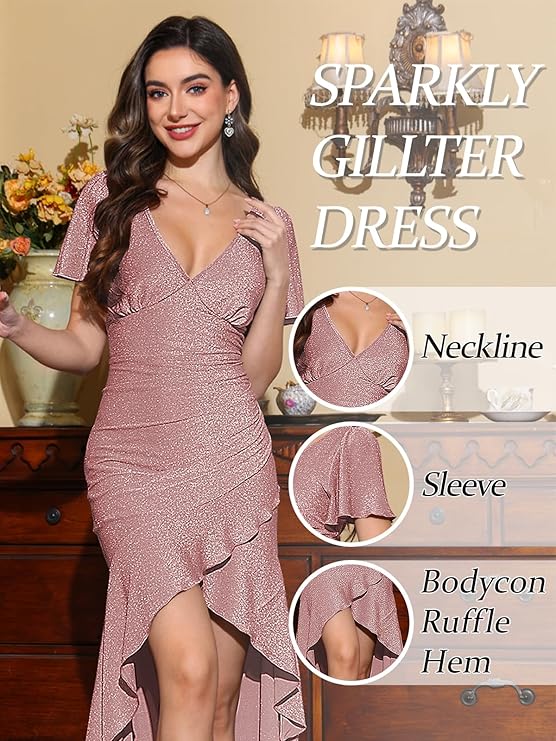 SPARKLY
GILLTER
DRESS
Neckline
Sleeve
Bodycon
Ruffle
Hem